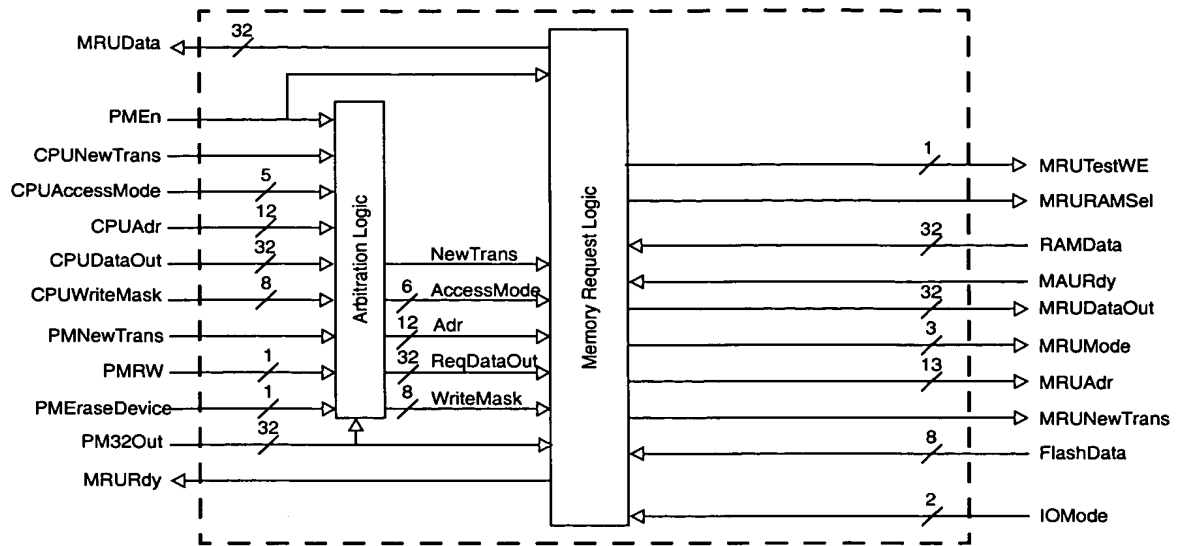 MRUData
32
PMEn
CPUNewTrans
CPUAccessMode
5
CPUAdr
12
CPUDataOut
32
CPUWriteMask
8
PMNewTrans
PMRW
1
PMEraseDevice
1
PM32Out
32
MRURdy
Arbitration Logic
NewTrans
6
AccessMode
12
Adr
32
ReqDataOut
8
WriteMask
Memory Request Logic
1
MRUTestWE
MRURAMSel
32
RAMData
MAURdy
32
MRUDataOut
3
MRUMode
13
MRUAdr
MRUNewTrans
8
FlashData
2
IOMode